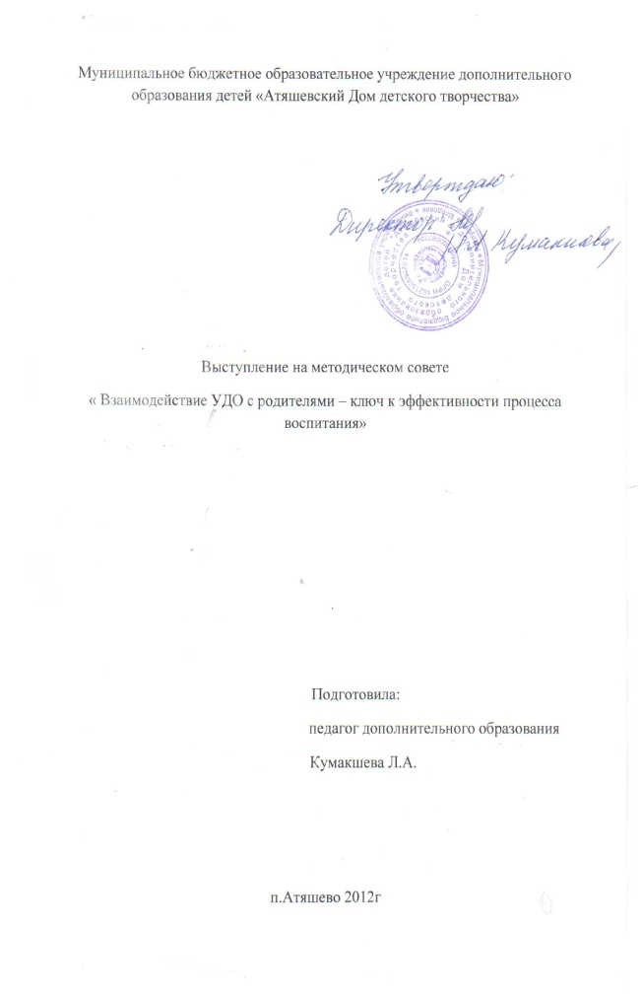 Муниципальное бюджетное образовательное учреждение дополнительного
образования детей «Атяшевский Дом детского творчества»
Утверждаю:
Директор
Выступление на методическом совете
« Взаимодействие УДО с родителями – ключ к эффективности процесса
воспитания»
Подготовила:
педагог дополнительного образования
Кумакшева Л.А.
п.Атяшево 2012г